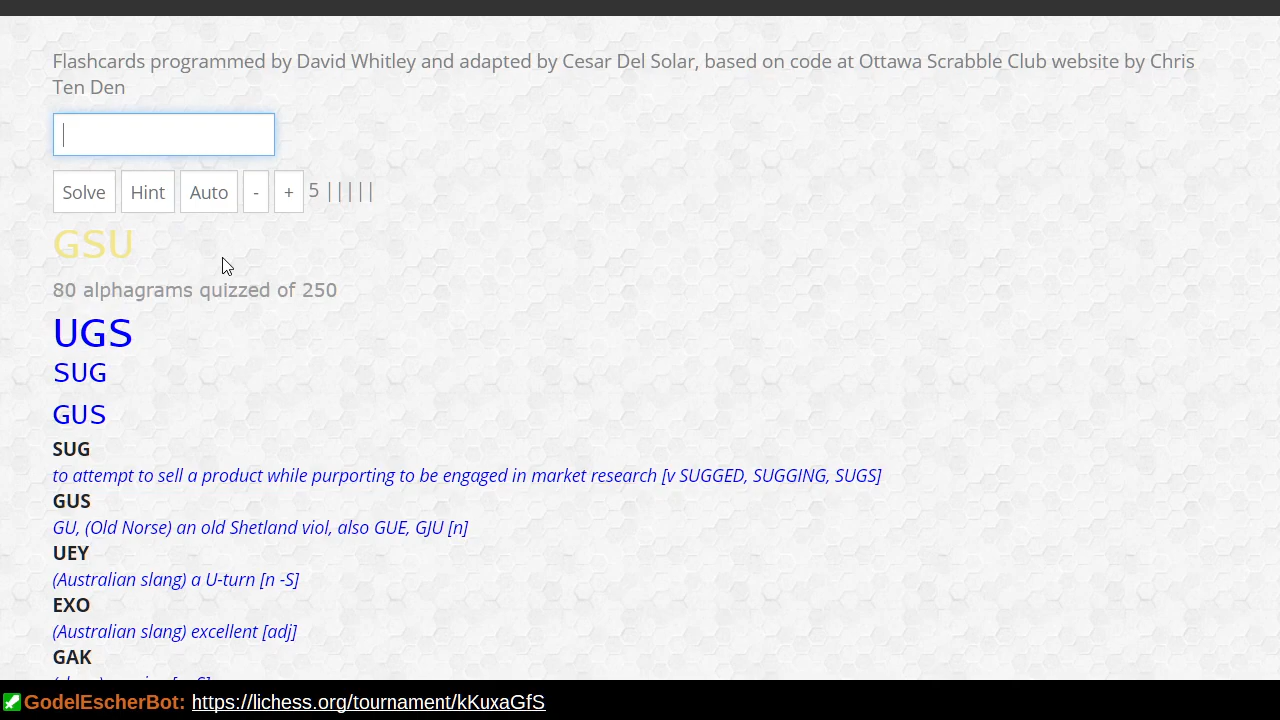 Flashcards programmed by David Whitley and adapted by Cesar Del Solar, based on code at Ottawa Scrabble Club website by Chris
Ten Den
Solve Hint Auto - + 5 |||||
GSU
80 alphagrams quizzed of 250
UGS
SUG
GUS
SUG
to attempt to sell a product while purporting to be engaged in market research [v SUGGED, SUGGING, SUGS]
GUS
GU, (Old Norse) an old Shetland viol, also GUE, GJU [n]
UEY
(Australian slang) a U-turn [n -S]
EXO
(Australian slang) excellent [adj]
GAK
GodelEscherBot: https://lichess.org/tournament/kKuxaGfS